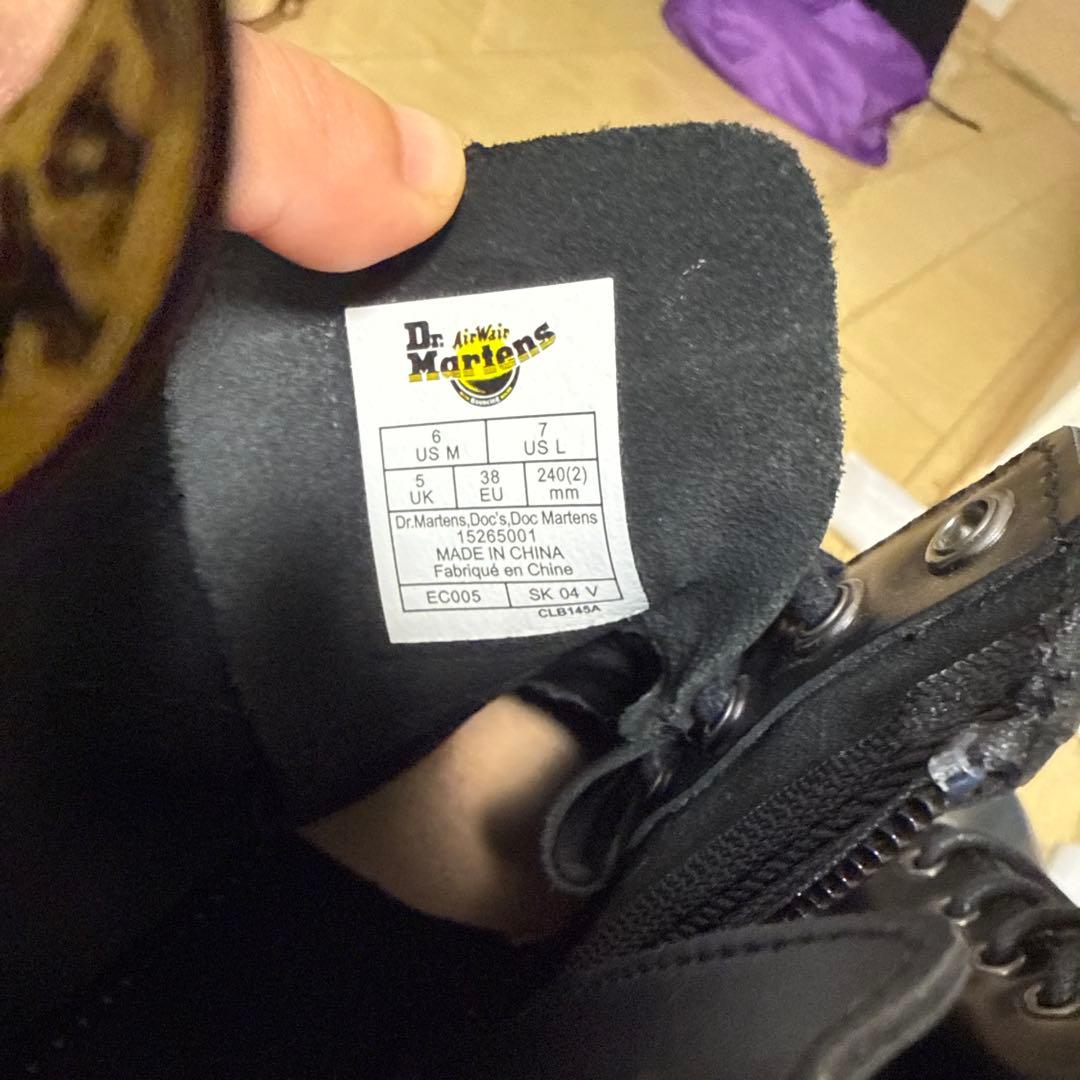 Dr. AirWair
Martens
6 7
US M US L
5 38 240(2)
UK EU mm
Dr.Martens,Doc's,Doc Martens
15265001
MADE IN CHINA
Fabriqué en Chine
EC005 SK 04 V
CLB145A